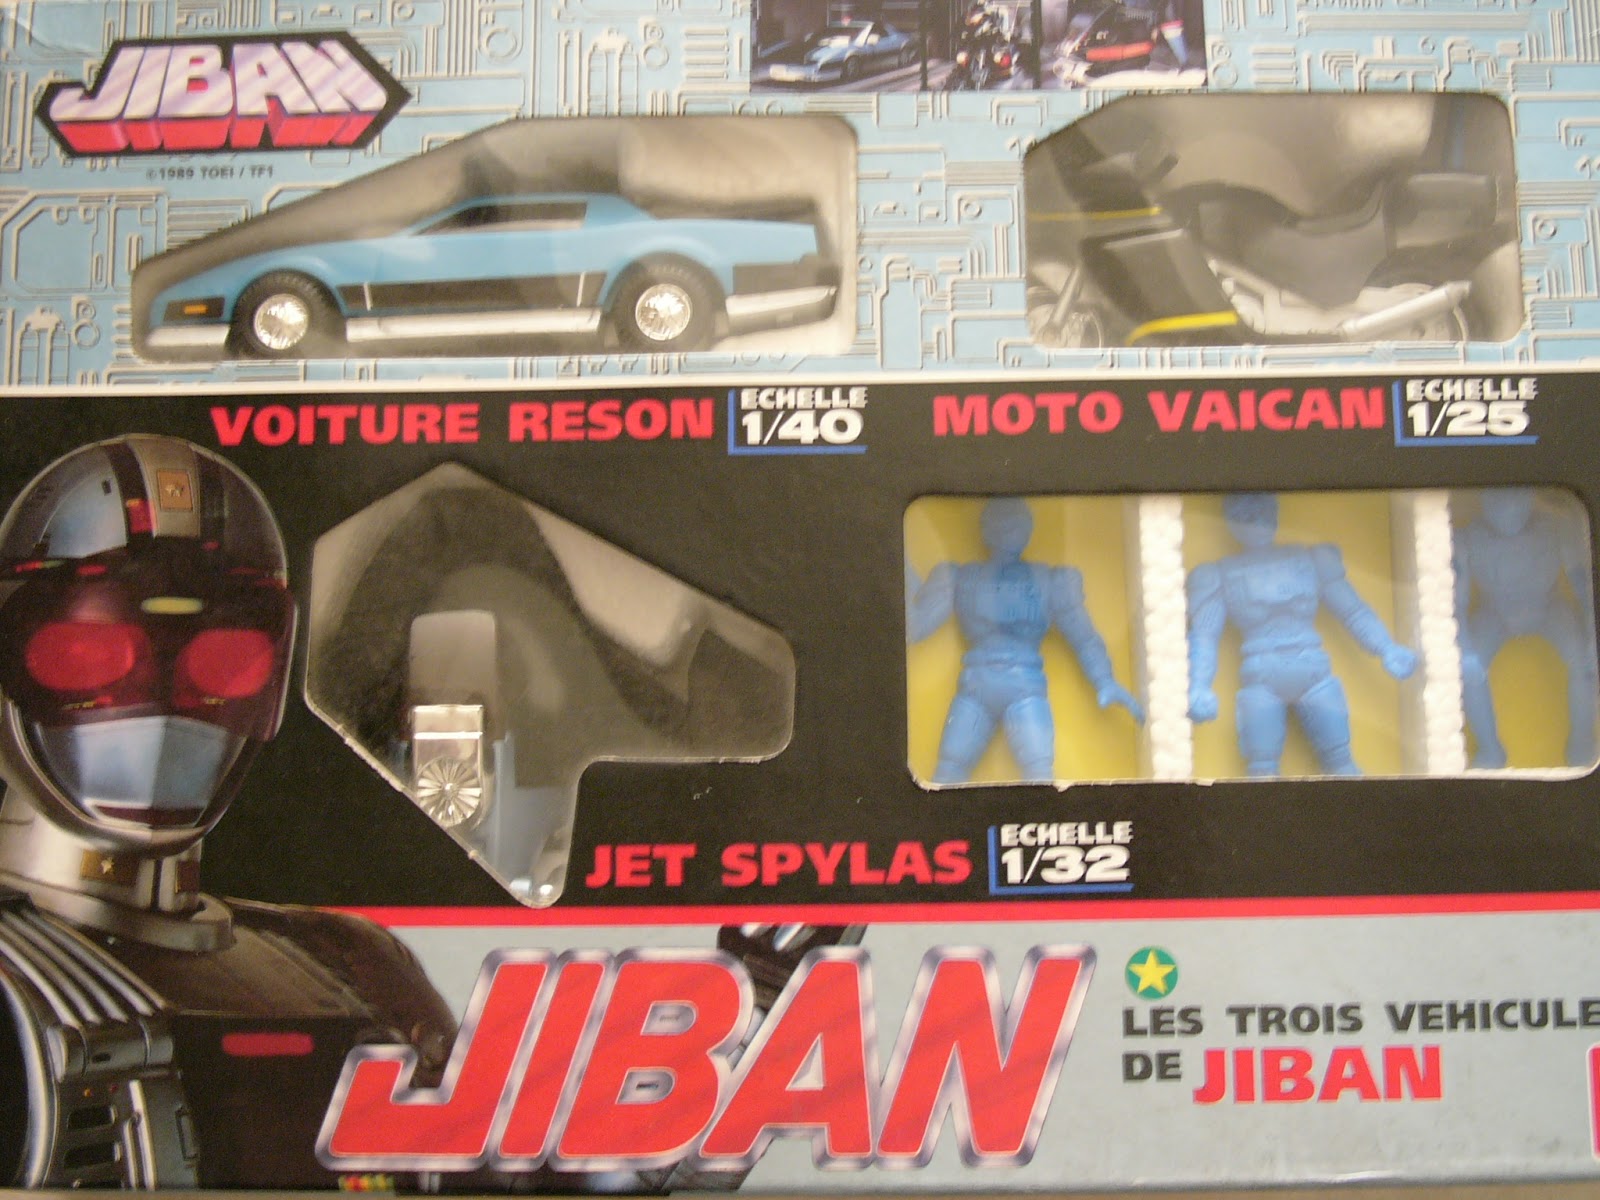 JIBAN
©1989 TOEI / TF1
VOITURE RESON ECHELLE 1/40
MOTO VAICAN ECHELLE 1/25
JET SPYLAS ECHELLE 1/32
JIBAN
LES TROIS VEHICULE
DE JIBAN